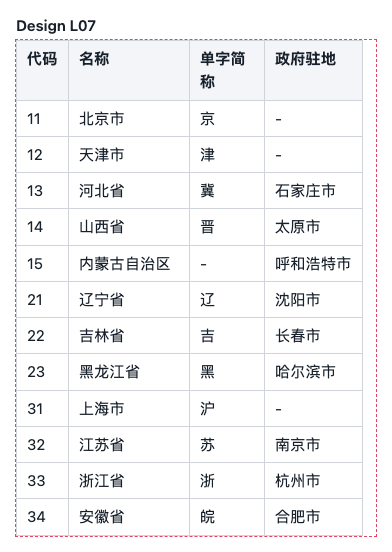 Design L07
代码 名称 单字简称 政府驻地
11 北京市 京 -
12 天津市 津 -
13 河北省 冀 石家庄市
14 山西省 晋 太原市
15 内蒙古自治区 - 呼和浩特市
21 辽宁省 辽 沈阳市
22 吉林省 吉 长春市
23 黑龙江省 黑 哈尔滨市
31 上海市 沪 -
32 江苏省 苏 南京市
33 浙江省 浙 杭州市
34 安徽省 皖 合肥市